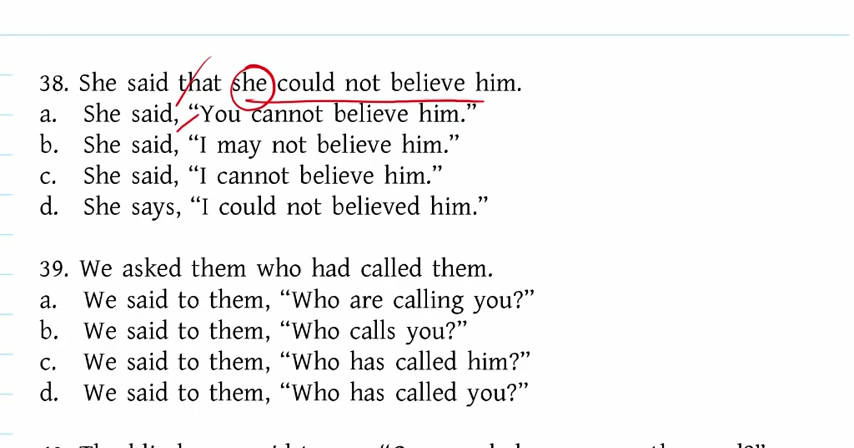 38. She said that she could not believe him.
a. She said, “You cannot believe him.”
b. She said, “I may not believe him.”
c. She said, “I cannot believe him.”
d. She says, “I could not believed him.”
39. We asked them who had called them.
a. We said to them, “Who are calling you?”
b. We said to them, “Who calls you?”
c. We said to them, “Who has called him?”
d. We said to them, “Who has called you?”